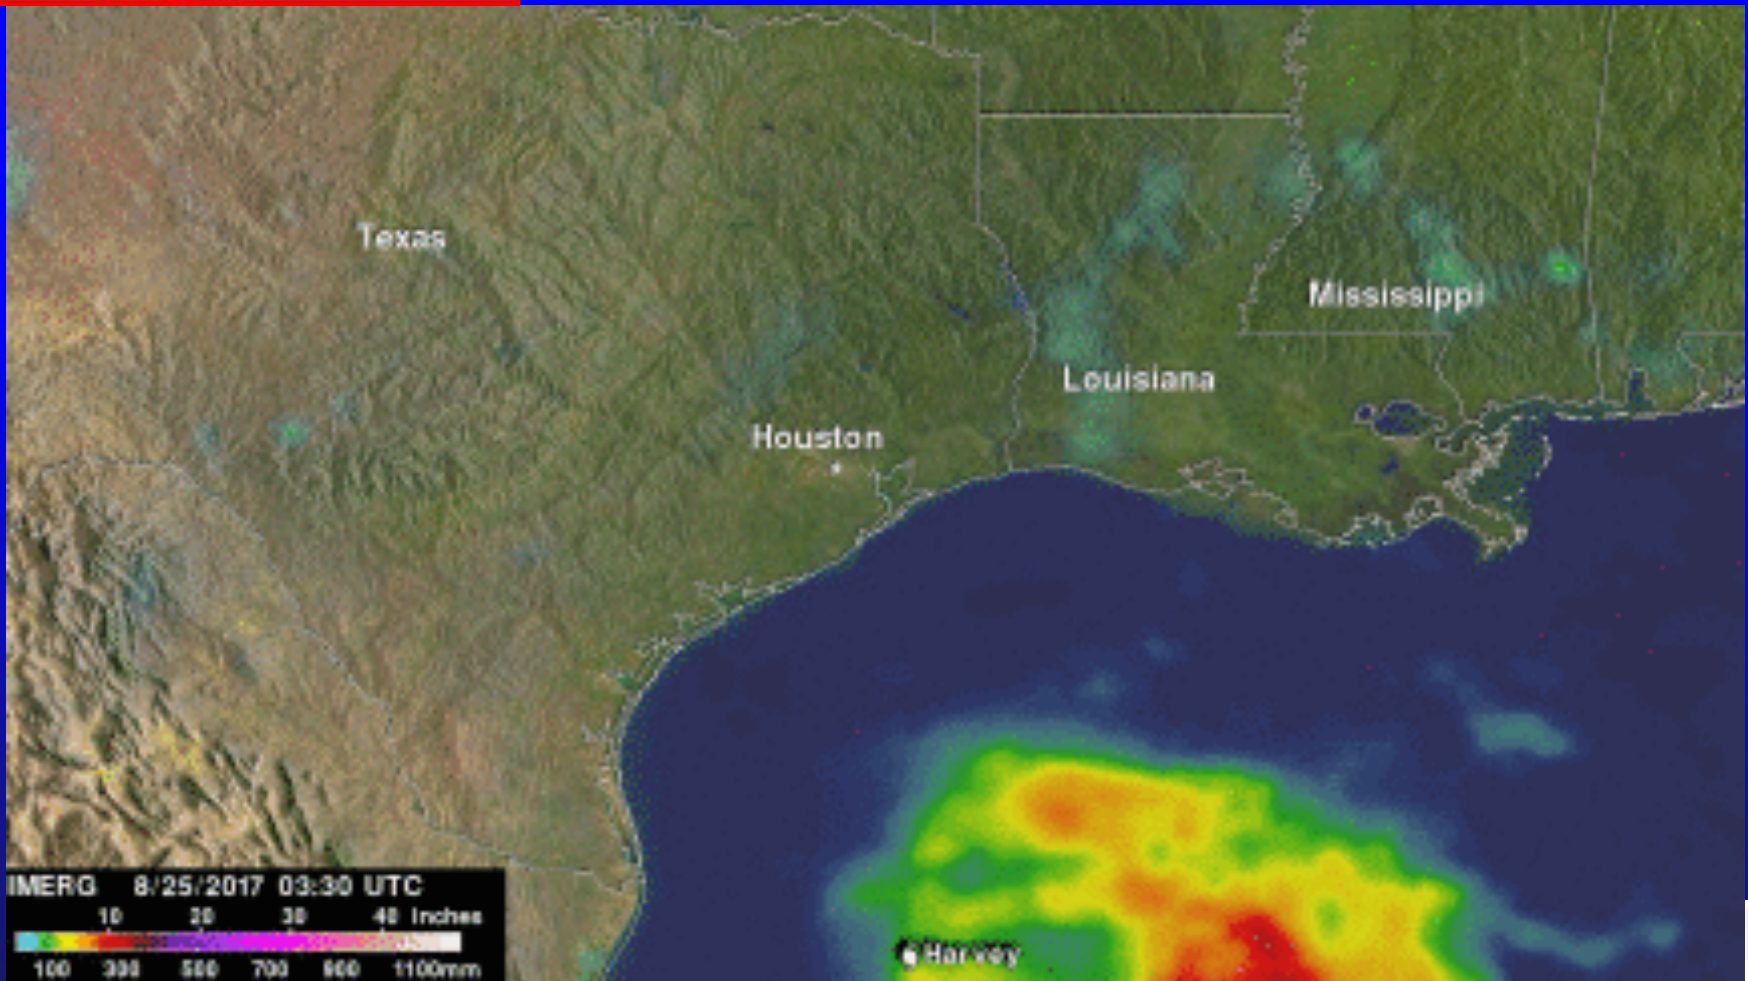 Texas
Mississippi
Louisiana
Houston
IMERG 8/25/2017 03:30 UTC
10 20 30 40 Inches
100 300 500 700 900 1100mm
Harvey